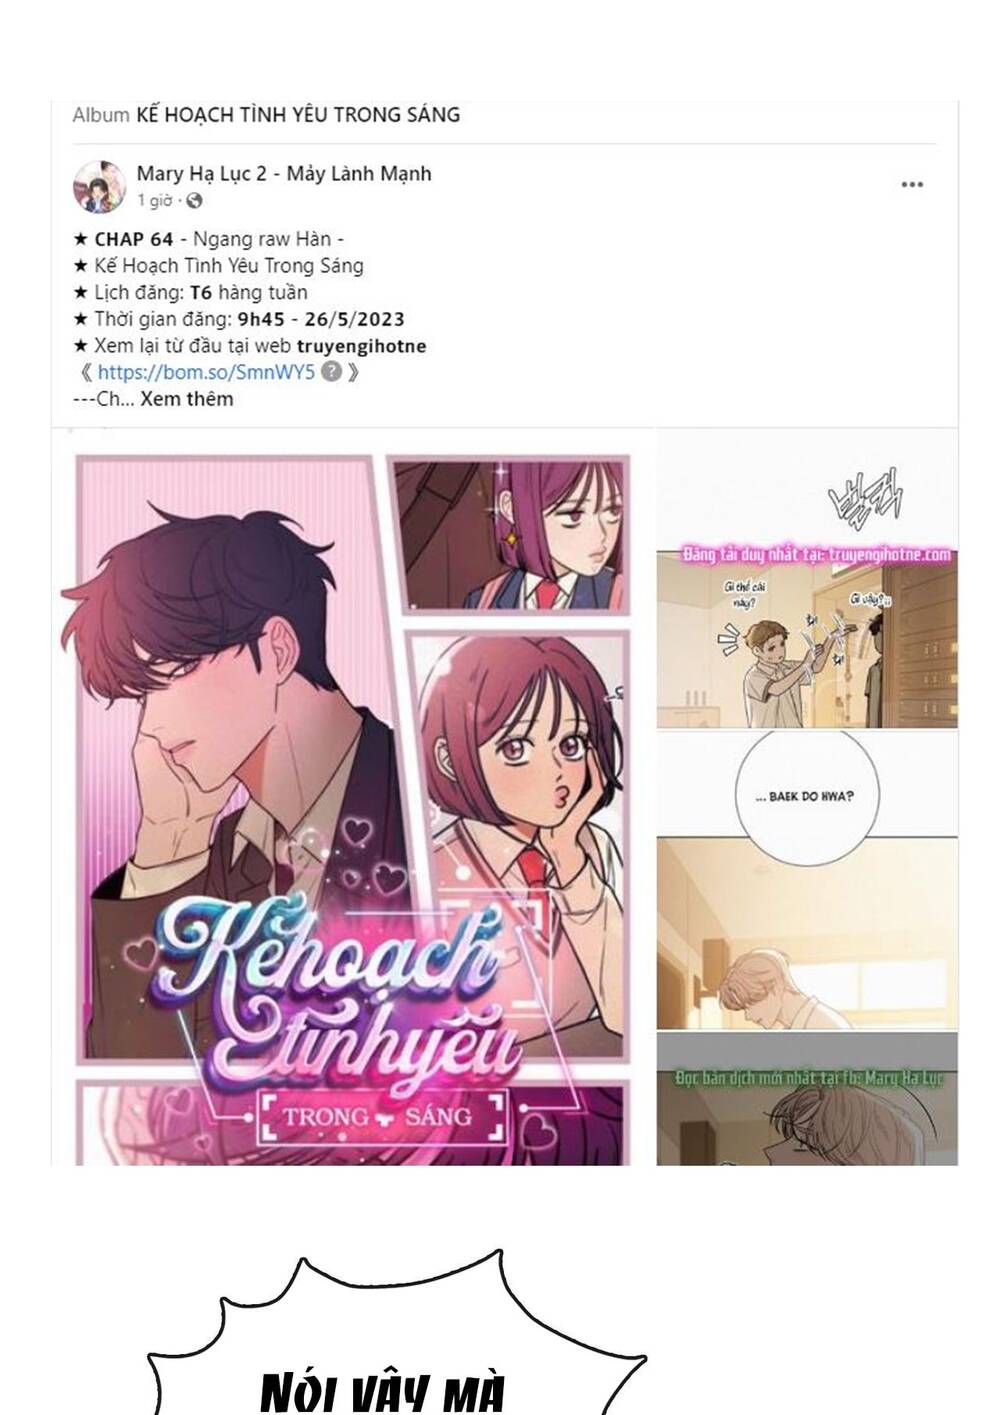 Album KẾ HOẠCH TÌNH YÊU TRONG SÁNG
Mary Hạ Lục 2 - Mảy Lành Mạnh
1 giờ ·
★ CHAP 64 - Ngang raw Hàn -
★ Kế Hoạch Tình Yêu Trong Sáng
★ Lịch đăng: T6 hàng tuần
★ Thời gian đăng: 9h45 - 26/5/2023
★ Xem lại từ đầu tại web truyengihotne
《 https://bom.so/SmnWY5 ? 》
---Ch... Xem thêm
벌컥
Đăng tải duy nhất tại: truyengihotne.com
Gì thế cái
này?
Gì vậy?
... BAEK DO HWA?
Đọc bản dịch mới nhất tại fb: Mary Hạ Lục
Kế hoạch
tình yêu
TRONG SÁNG
NÓI VẬY MÀ